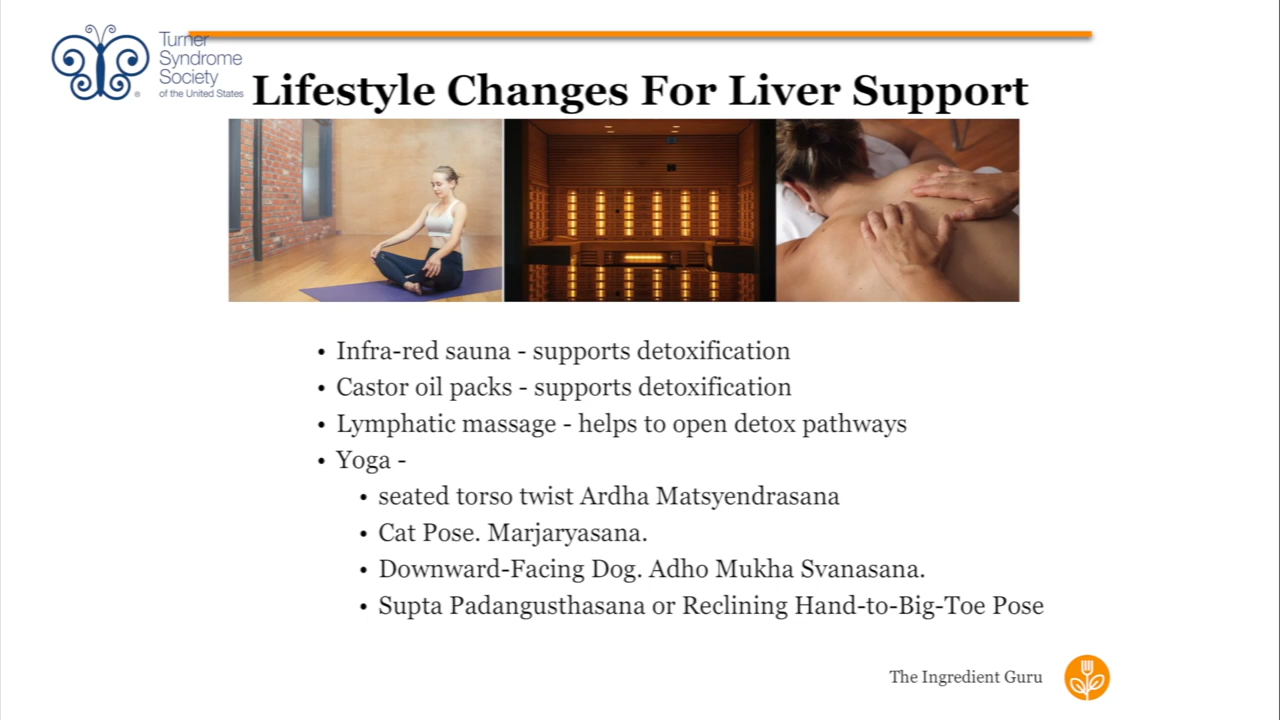 Turner
Syndrome
Society
of the United States
Lifestyle Changes For Liver Support
• Infra-red sauna - supports detoxification
• Castor oil packs - supports detoxification
• Lymphatic massage - helps to open detox pathways
• Yoga -
• seated torso twist Ardha Matsyendrasana
• Cat Pose. Marjaryasana.
• Downward-Facing Dog. Adho Mukha Svanasana.
• Supta Padangusthasana or Reclining Hand-to-Big-Toe Pose
The Ingredient Guru